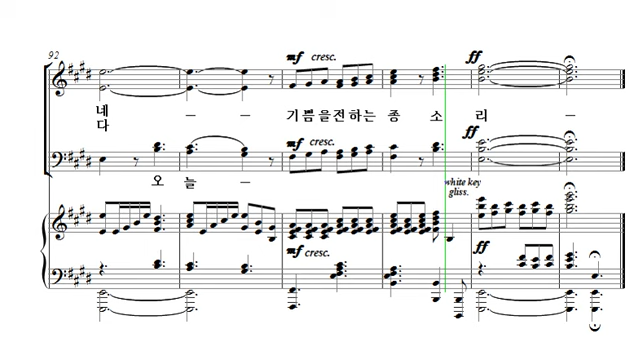 92
mf cresc.
ff
네 - - 기쁨을전하는 종 소 리 -
다
mf cresc.
ff
오 늘 -
white key
gliss.
mf cresc.
ff